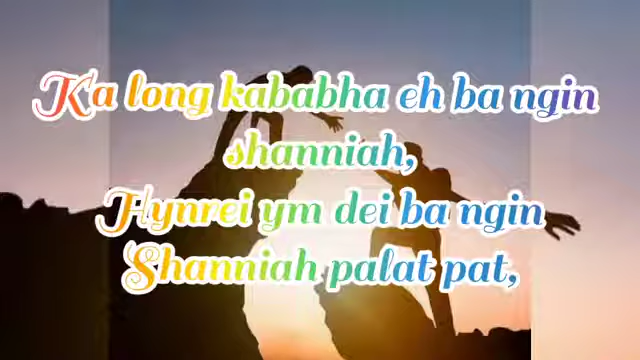 Ka long kababha eh ba ngin
shanniah,
Hynrei ym dei ba ngin
Shanniah palat pat,